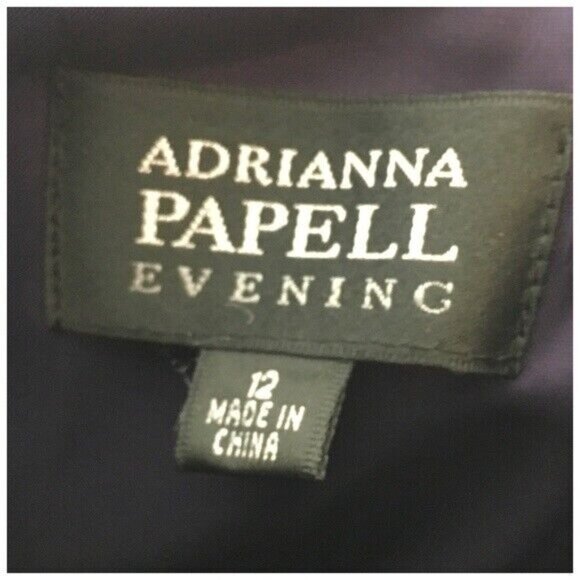 ADRIANNA
PAPELL
EVENING
12
MADE IN
CHINA